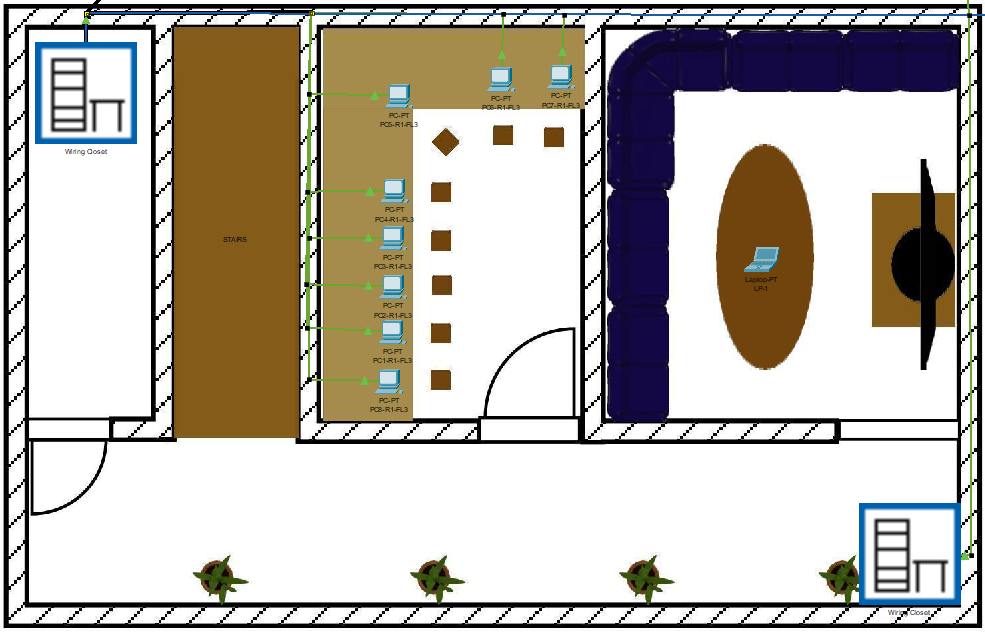 Wiring Closet
STAIRS
PC-PT
PC5-R1-FL3
PC-PT
PC6-R1-FL3
PC-PT
PC7-R1-FL3
PC-PT
PC4-R1-FL3
PC-PT
PC3-R1-FL3
PC-PT
PC2-R1-FL3
PC-PT
PC1-R1-FL3
PC-PT
PC8-R1-FL3
Laptop-PT
LP-1
Wiring Closet